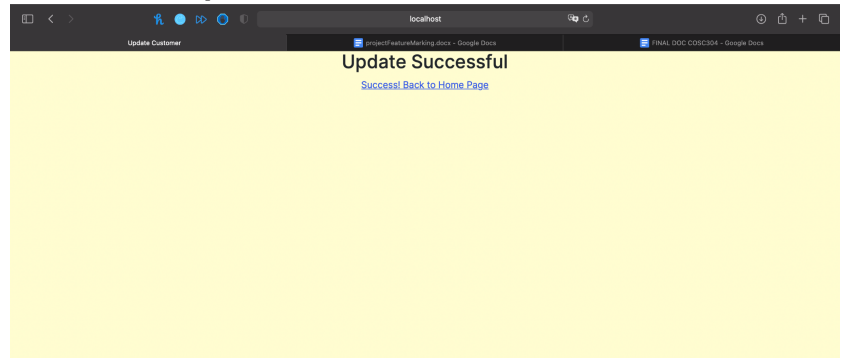 localhost
Update Customer
projectFeatureMarking.docx - Google Docs
FINAL DOC COSC304 - Google Docs
Update Successful
Success! Back to Home Page